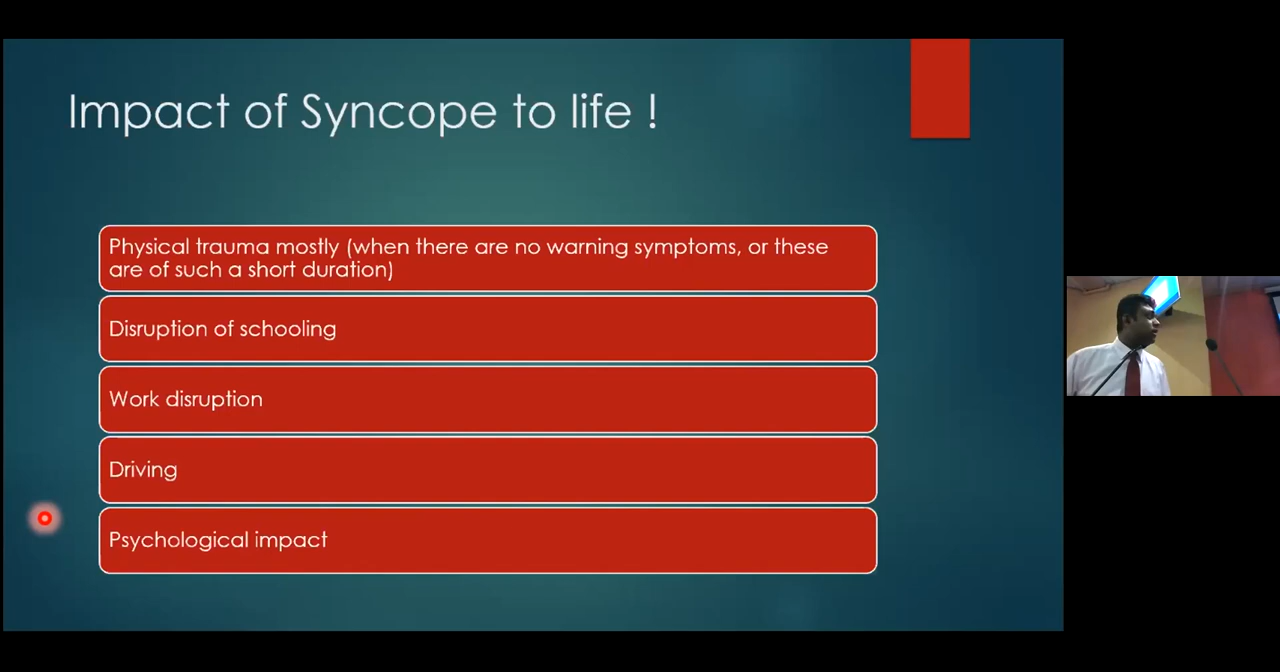 Impact of Syncope to life !
Physical trauma mostly (when there are no warning symptoms, or these
are of such a short duration)
Disruption of schooling
Work disruption
Driving
Psychological impact